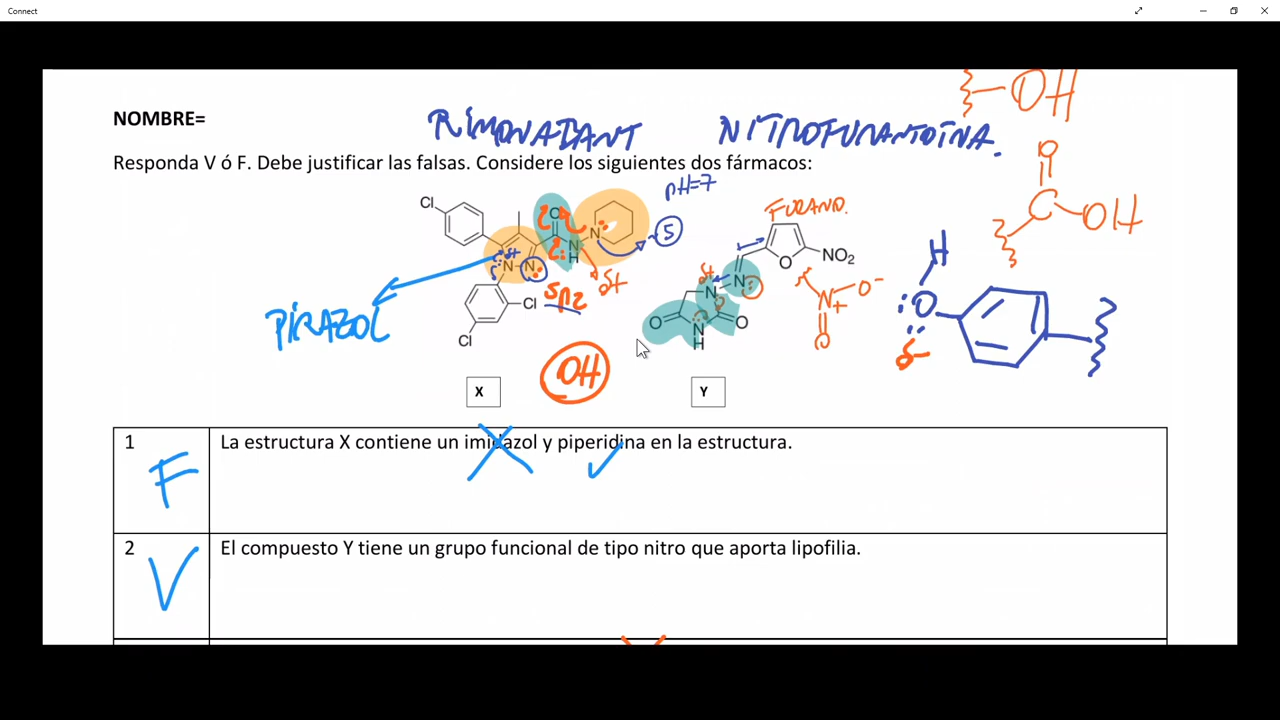 Connect
OH
NOMBRE=
RIMONABANT
NITROFURANTOINA.
Responda V ó F. Debe justificar las falsas. Considere los siguientes dos fármacos:
pH=7
O
C
OH
Cl
O
FURANO.
5
N
N
H
δ+
H
N
N
δ+
O
NO2
δ+
N
O-
PIRAZOL
Cl
sp2
N
O
O
N
+
O
O
Cl
N
H
δ-
OH
X
Y
1
La estructura X contiene un imidazol y piperidina en la estructura.
F
2
El compuesto Y tiene un grupo funcional de tipo nitro que aporta lipofilia.
V